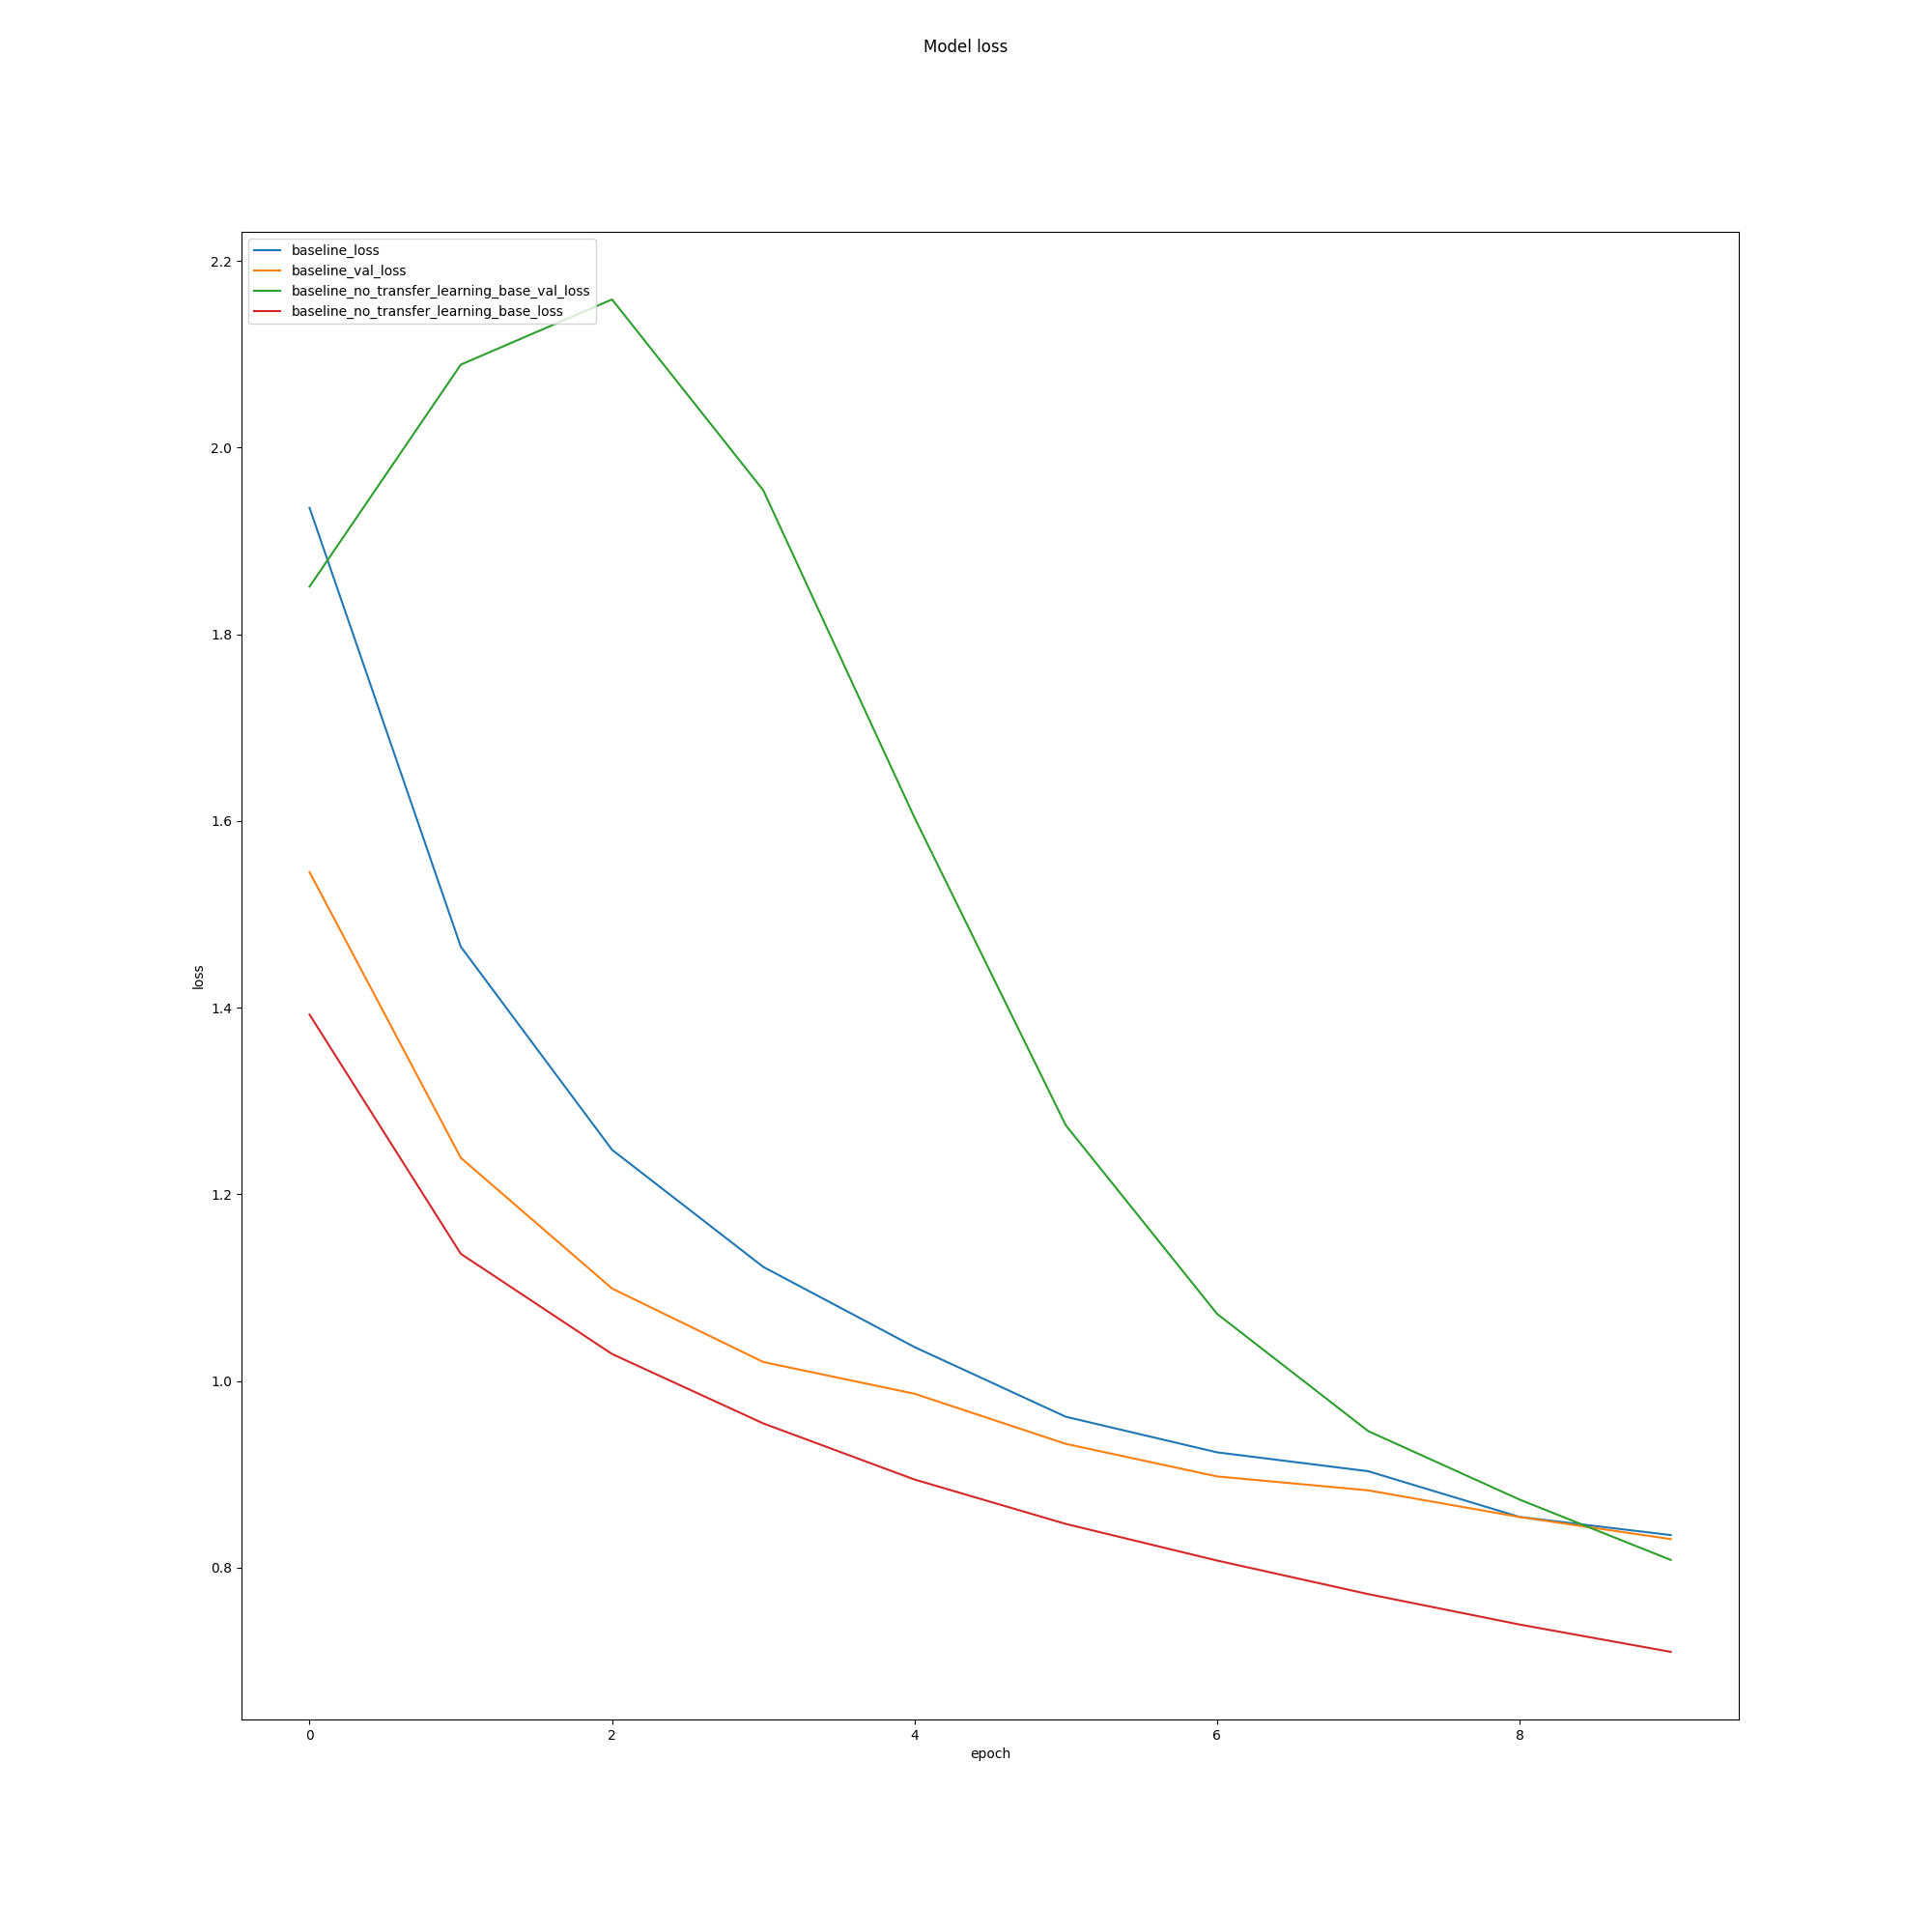 Model loss
baseline_loss
baseline_val_loss
baseline_no_transfer_learning_base_val_loss
baseline_no_transfer_learning_base_loss
2.2
2.0
1.8
1.6
1.4
1.2
1.0
0.8
loss
0 2 4 6 8
epoch